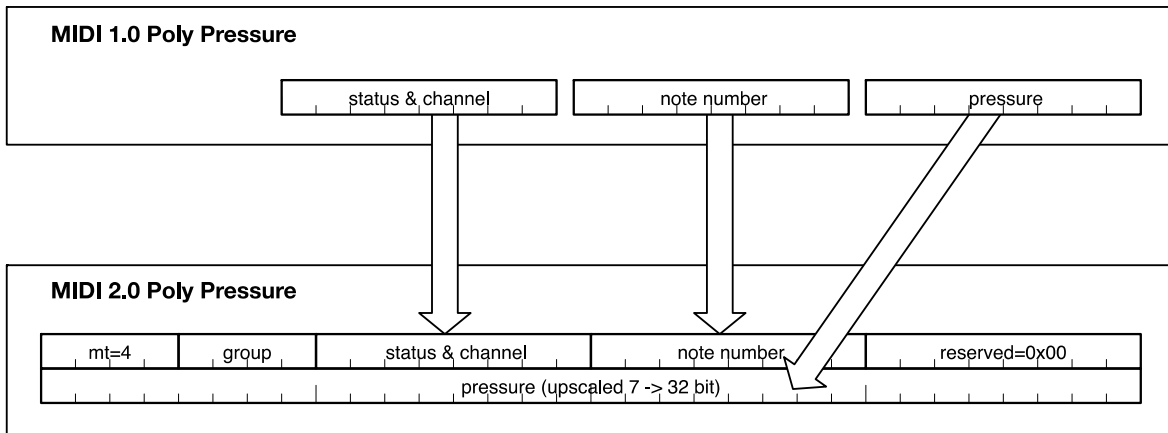 MIDI 1.0 Poly Pressure
status & channel note number pressure
MIDI 2.0 Poly Pressure
mt=4 group status & channel note number reserved=0x00
pressure (upscaled 7 -> 32 bit)